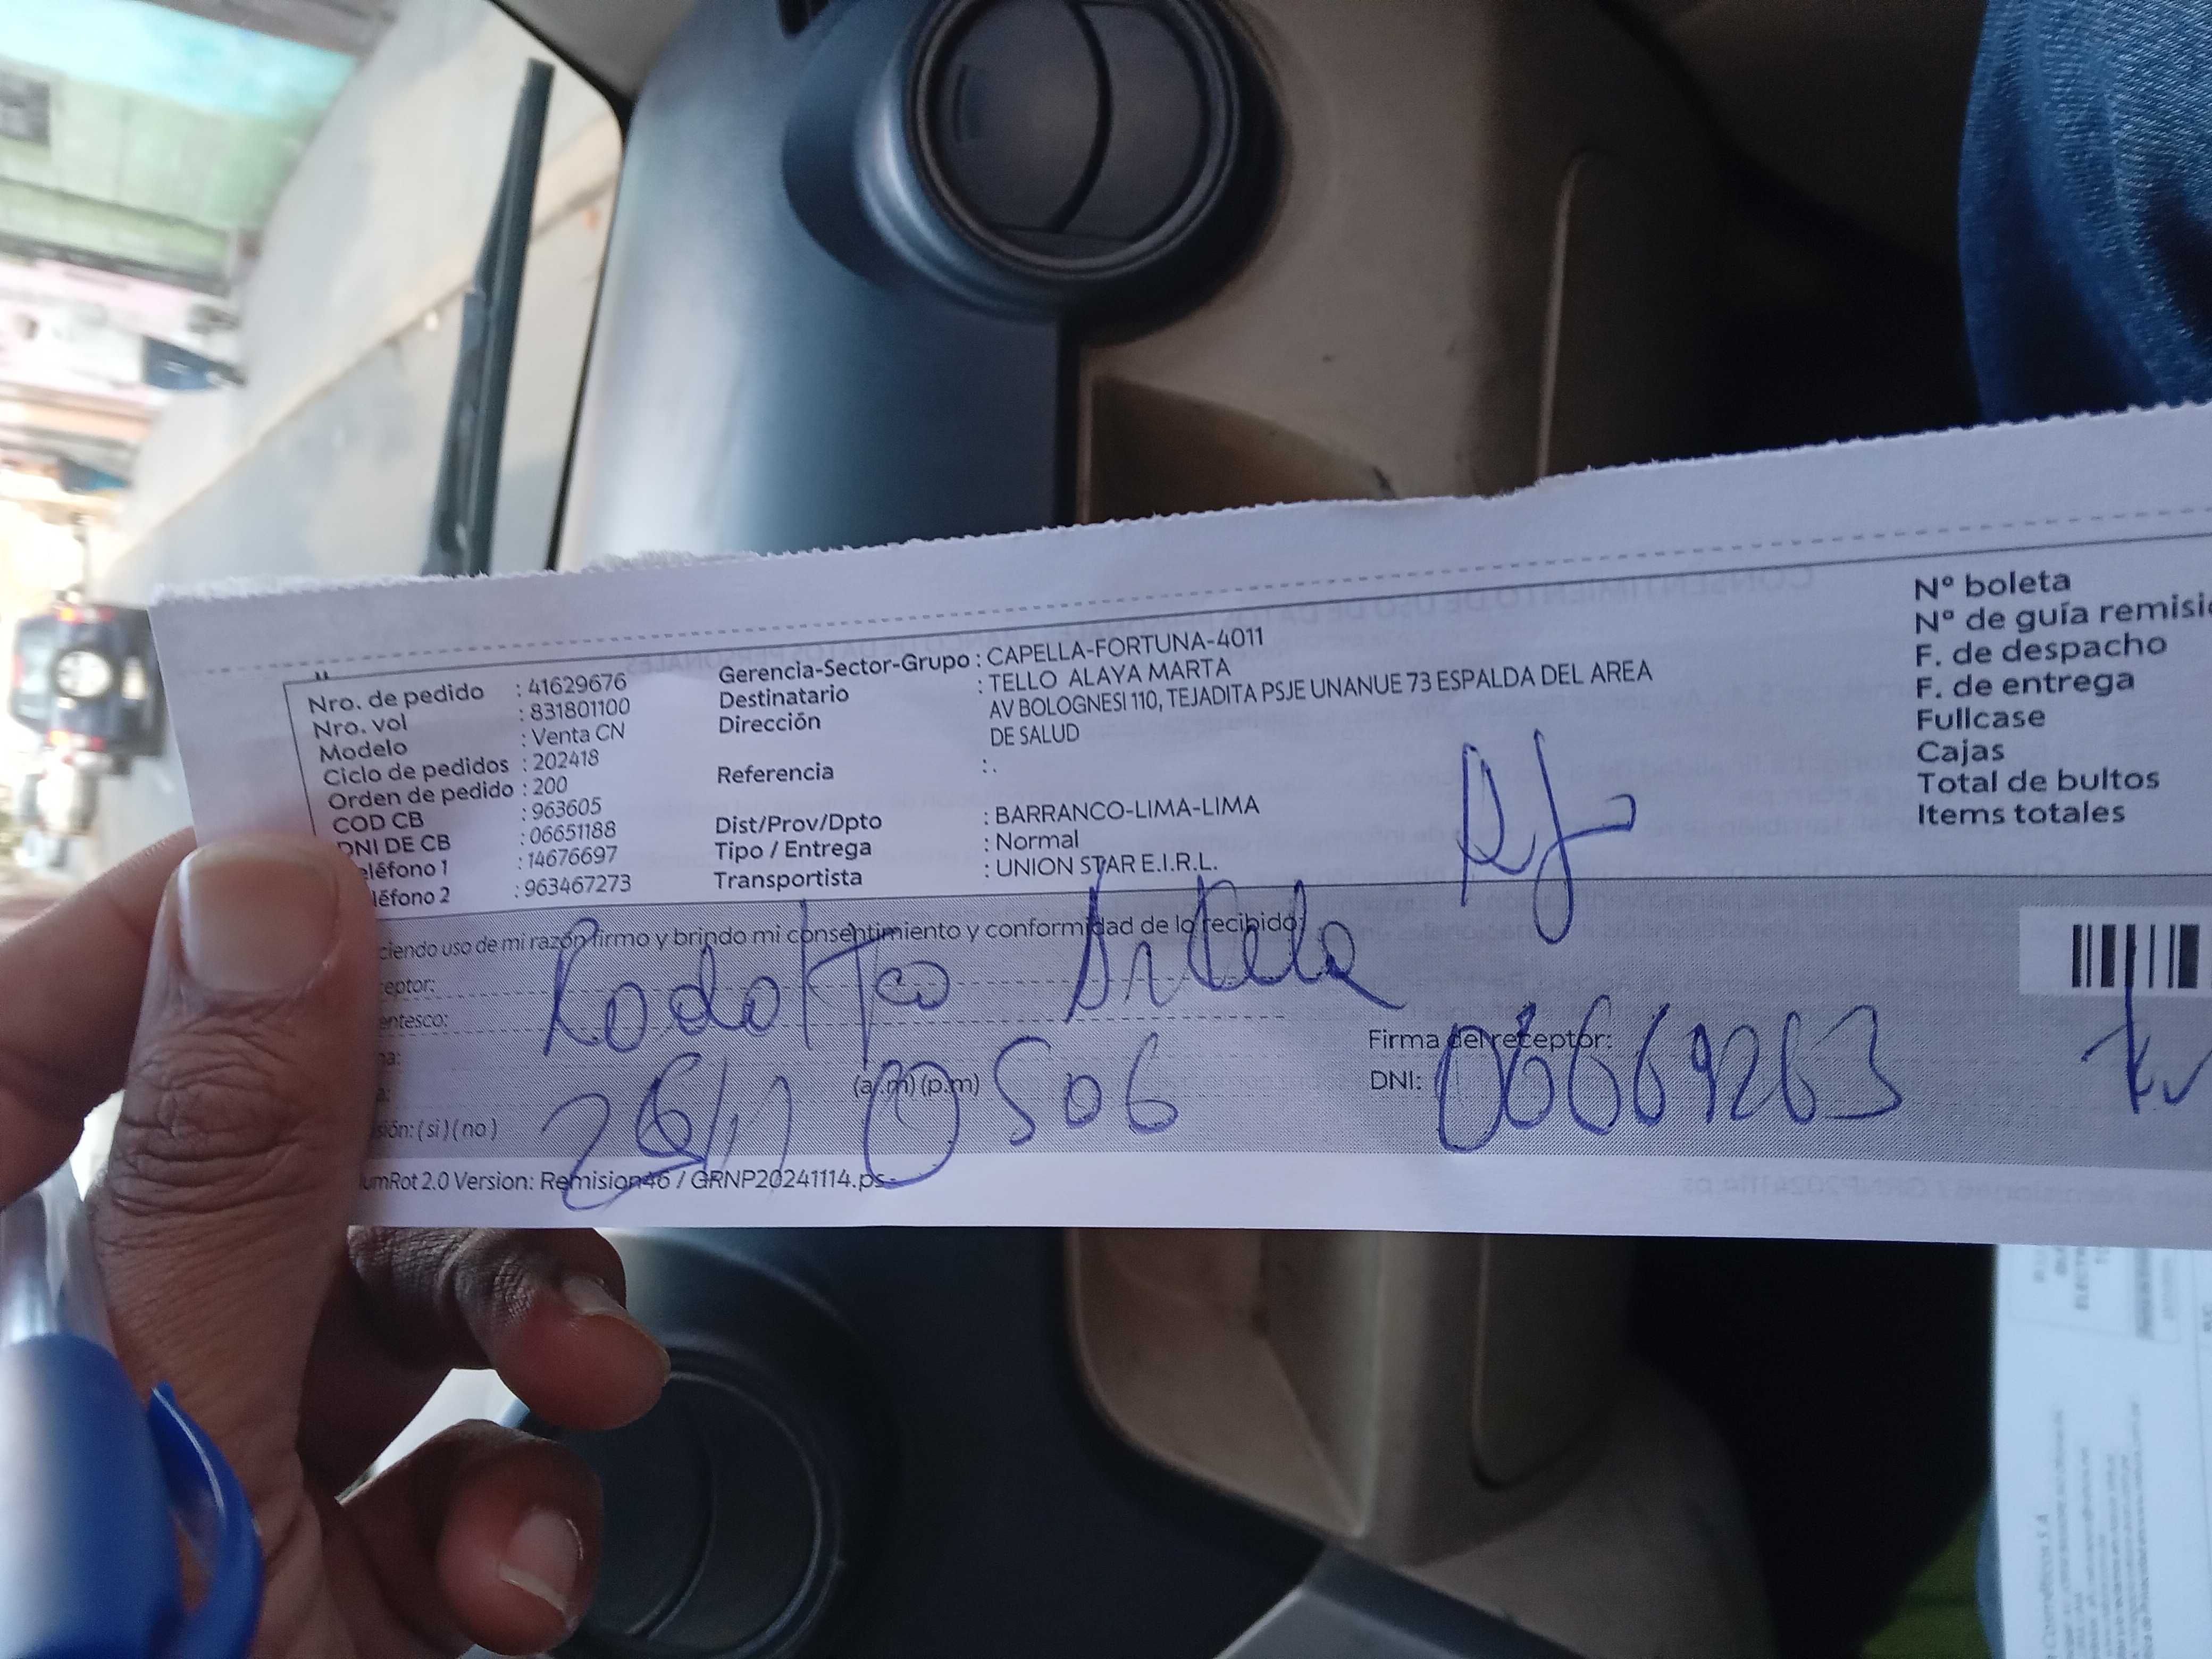 Nro. de pedido : 41629676
Nro. vol : 831801100
Modelo : Venta CN
Ciclo de pedidos : 202418
Orden de pedido : 200
COD CB : 963605
DNI DE CB : 06651188
eléfono 1 : 14676697
léfono 2 : 963467273
Gerencia-Sector-Grupo : CAPELLA-FORTUNA-4011
Destinatario : TELLO ALAYA MARTA
Dirección AV BOLOGNESI 110, TEJADITA PSJE UNANUE 73 ESPALDA DEL AREA
DE SALUD
Referencia : .
Dist/Prov/Dpto : BARRANCO-LIMA-LIMA
Tipo / Entrega : Normal
Transportista : UNION STAR E.I.R.L.
Nº boleta
Nº de guía remisi
F. de despacho
F. de entrega
Fullcase
Cajas
Total de bultos
Items totales
ciendo uso de mi razón firmo y brindo mi consentimiento y conformidad de lo recibido
eptor: Rodolfo
entesco:
Firma del receptor:
(a.m) (p.m)
DNI: 06669263
sión: ( si ) ( no )
umRot 2.0 Version: Remision46 / GRNP20241114.ps